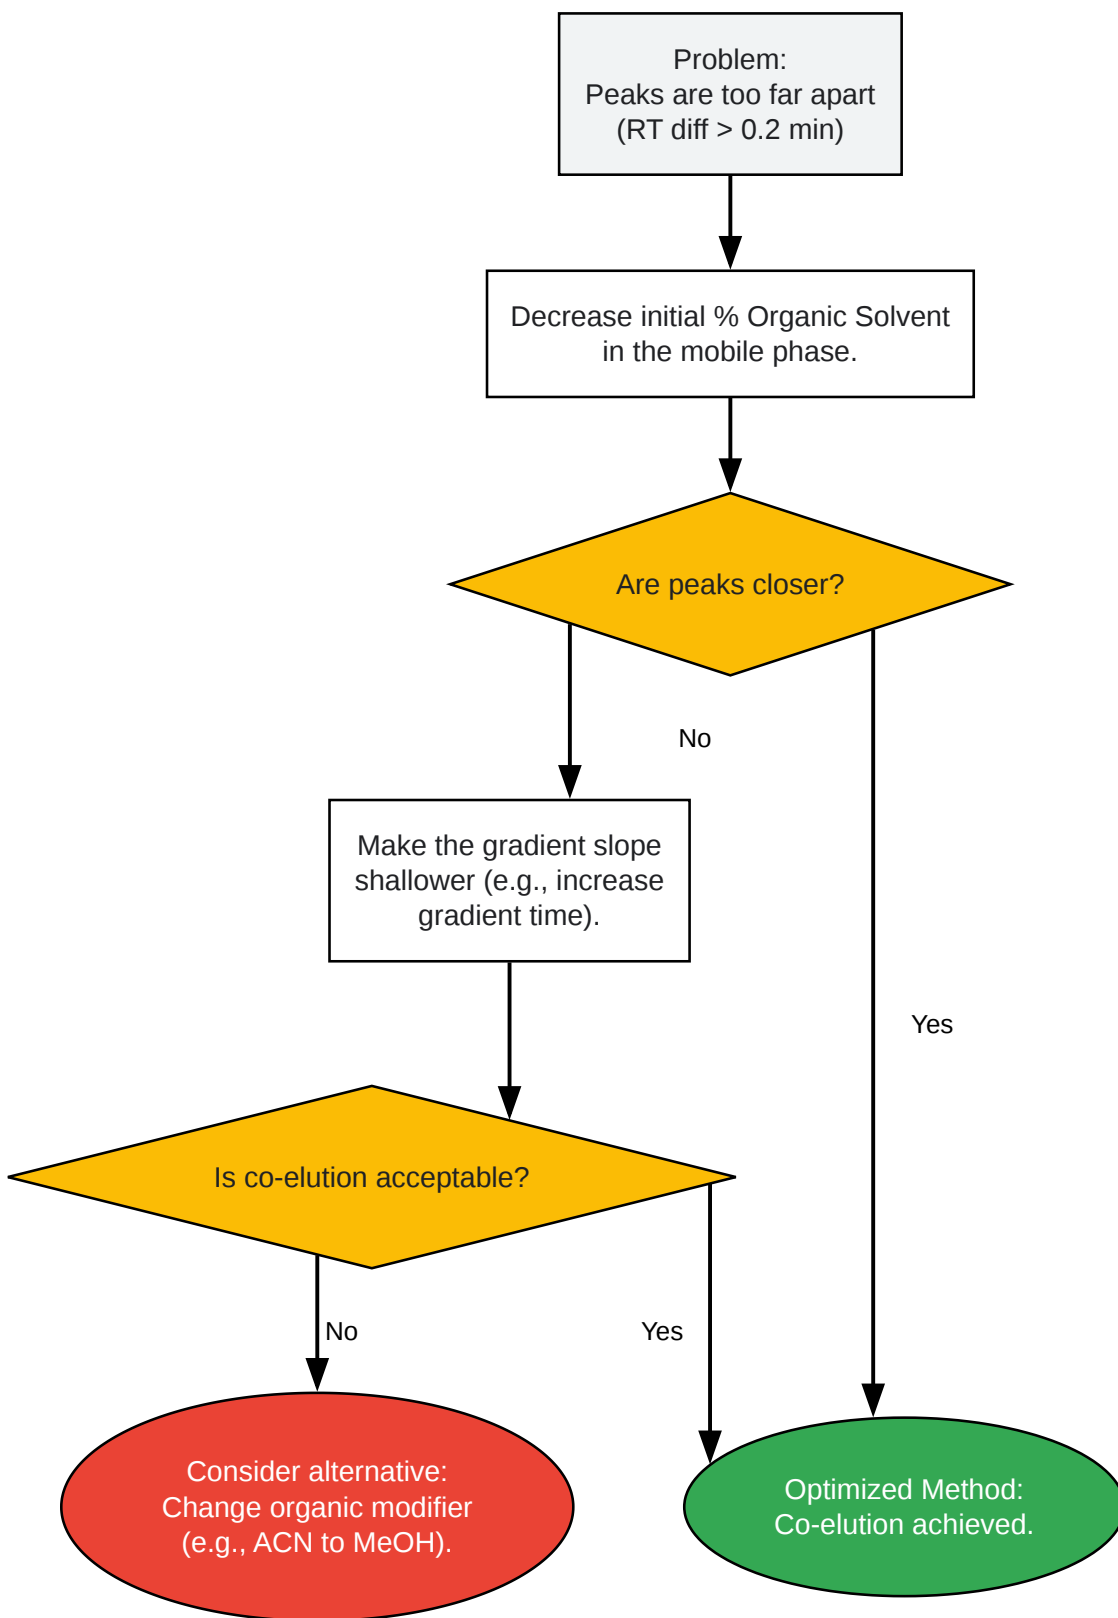 Problem:
Peaks are too far apart
(RT diff > 0.2 min)
Decrease initial % Organic Solvent
in the mobile phase.
Are peaks closer?
No
Make the gradient slope
shallower (e.g., increase
gradient time).
Yes
Is co-elution acceptable?
No
Yes
Consider alternative:
Change organic modifier
(e.g., ACN to MeOH).
Optimized Method:
Co-elution achieved.